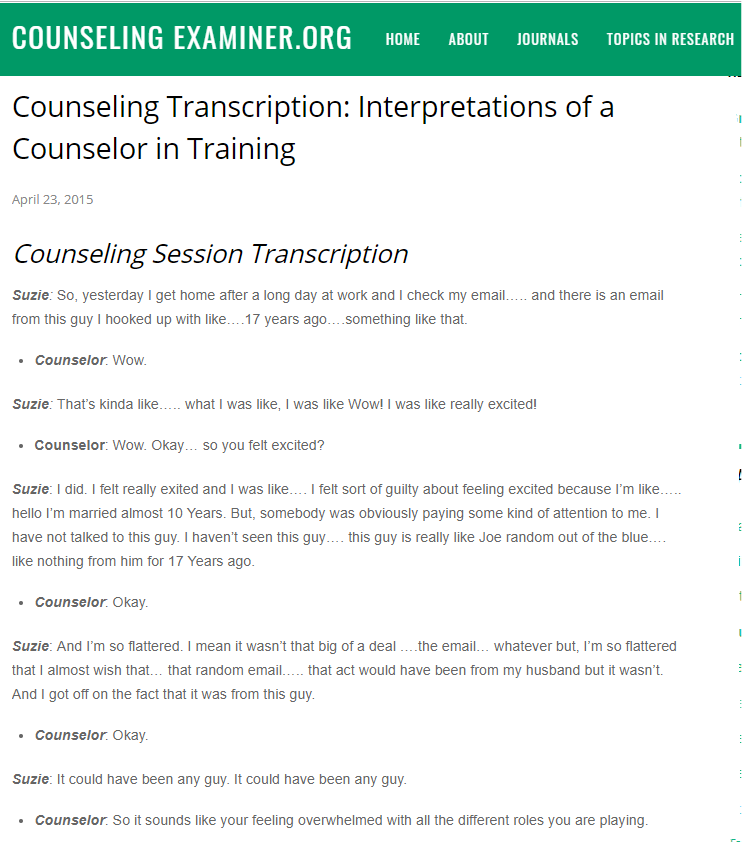 COUNSELING EXAMINER.ORG HOME ABOUT JOURNALS TOPICS IN RESEARCH
Counseling Transcription: Interpretations of a
Counselor in Training
April 23, 2015
Counseling Session Transcription
Suzie: So, yesterday I get home after a long day at work and I check my email….. and there is an email
from this guy I hooked up with like….17 years ago….something like that.
• Counselor: Wow.
Suzie: That’s kinda like….. what I was like, I was like Wow! I was like really excited!
• Counselor: Wow. Okay… so you felt excited?
Suzie: I did. I felt really exited and I was like…. I felt sort of guilty about feeling excited because I’m like…..
hello I’m married almost 10 Years. But, somebody was obviously paying some kind of attention to me. I
have not talked to this guy. I haven’t seen this guy…. this guy is really like Joe random out of the blue….
like nothing from him for 17 Years ago.
• Counselor: Okay.
Suzie: And I’m so flattered. I mean it wasn’t that big of a deal ….the email… whatever but, I’m so flattered
that I almost wish that… that random email….. that act would have been from my husband but it wasn’t.
And I got off on the fact that it was from this guy.
• Counselor: Okay.
Suzie: It could have been any guy. It could have been any guy.
• Counselor: So it sounds like your feeling overwhelmed with all the different roles you are playing.